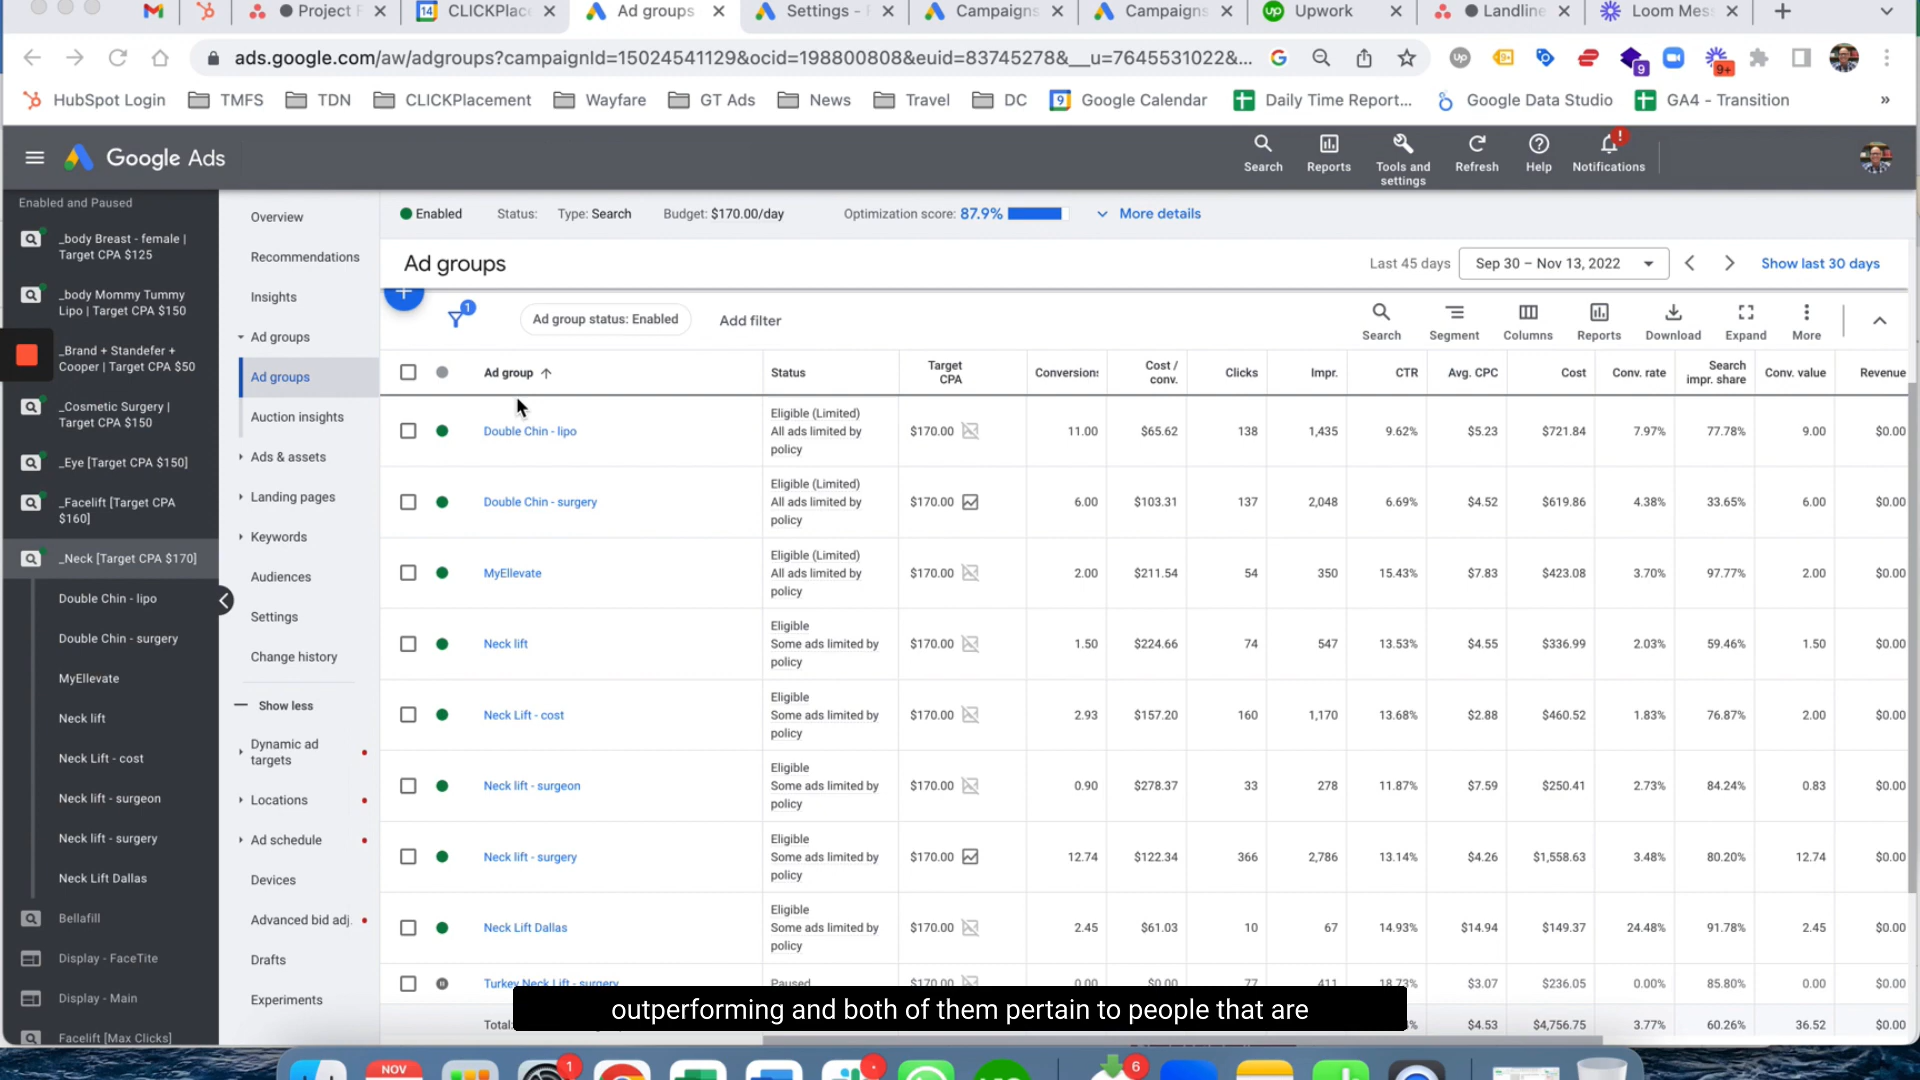 Project
CLICKPlac
Ad groups
Settings -
Campaigns
Campaigns
Upwork
Landline
Loom Mes
ads.google.com/aw/adgroups?campaignId=15024541129&ocid=198800808&euid=83745278&__u=7645531022&...
HubSpot Login
TMFS
TDN
CLICKPlacement
Wayfare
GT Ads
News
Travel
DC
Google Calendar
Daily Time Report...
Google Data Studio
GA4 - Transition
»
Google Ads
Search
Reports
Tools and
settings
Refresh
Help
Notifications
Enabled and Paused
_body Breast - female |
Target CPA $125
_body Mommy Tummy
Lipo | Target CPA $150
_Brand + Standefer +
Cooper | Target CPA $50
_Cosmetic Surgery |
Target CPA $150
_Eye [Target CPA $150]
_Facelift [Target CPA
$160]
_Neck [Target CPA $170]
Double Chin - lipo
Double Chin - surgery
MyEllevate
Neck lift
Neck Lift - cost
Neck lift - surgeon
Neck lift - surgery
Neck Lift Dallas
Bellafill
Display - FaceTite
Display - Main
Facelift [Max Clicks]
Overview
Recommendations
Insights
Ad groups
Ad groups
Auction insights
Ads & assets
Landing pages
Keywords
Audiences
Settings
Change history
Show less
Dynamic ad
targets
Locations
Ad schedule
Devices
Advanced bid adj.
Drafts
Experiments
Enabled Status: Type: Search Budget: $170.00/day Optimization score: 87.9% More details
Ad groups
Last 45 days Sep 30 – Nov 13, 2022 Show last 30 days
1
Ad group status: Enabled
Add filter
Search
Segment
Columns
Reports
Download
Expand
More
Ad group Status Target CPA Conversions Cost / conv. Clicks Impr. CTR Avg. CPC Cost Conv. rate Search impr. share Conv. value Revenue
Double Chin - lipo Eligible (Limited) All ads limited by policy $170.00 11.00 $65.62 138 1,435 9.62% $5.23 $721.84 7.97% 77.78% 9.00 $0.00
Double Chin - surgery Eligible (Limited) All ads limited by policy $170.00 6.00 $103.31 137 2,048 6.69% $4.52 $619.86 4.38% 33.65% 6.00 $0.00
MyEllevate Eligible (Limited) All ads limited by policy $170.00 2.00 $211.54 54 350 15.43% $7.83 $423.08 3.70% 97.77% 2.00 $0.00
Neck lift Eligible Some ads limited by policy $170.00 1.50 $224.66 74 547 13.53% $4.55 $336.99 2.03% 59.46% 1.50 $0.00
Neck Lift - cost Eligible Some ads limited by policy $170.00 2.93 $157.20 160 1,170 13.68% $2.88 $460.52 1.83% 76.87% 2.00 $0.00
Neck lift - surgeon Eligible Some ads limited by policy $170.00 0.90 $278.37 33 278 11.87% $7.59 $250.41 2.73% 84.24% 0.83 $0.00
Neck lift - surgery Eligible Some ads limited by policy $170.00 12.74 $122.34 366 2,786 13.14% $4.26 $1,558.63 3.48% 80.20% 12.74 $0.00
Neck Lift Dallas Eligible Some ads limited by policy $170.00 2.45 $61.03 10 67 14.93% $14.94 $149.37 24.48% 91.78% 2.45 $0.00
Turkey Neck Lift - surgery Paused $170.00 0.00 $0.00 77 411 18.73% $3.07 $236.05 0.00% 85.80% 0.00 $0.00
Total: $4.53 $4,756.75 3.77% 60.26% 36.52 $0.00
outperforming and both of them pertain to people that are
NOV
1
6